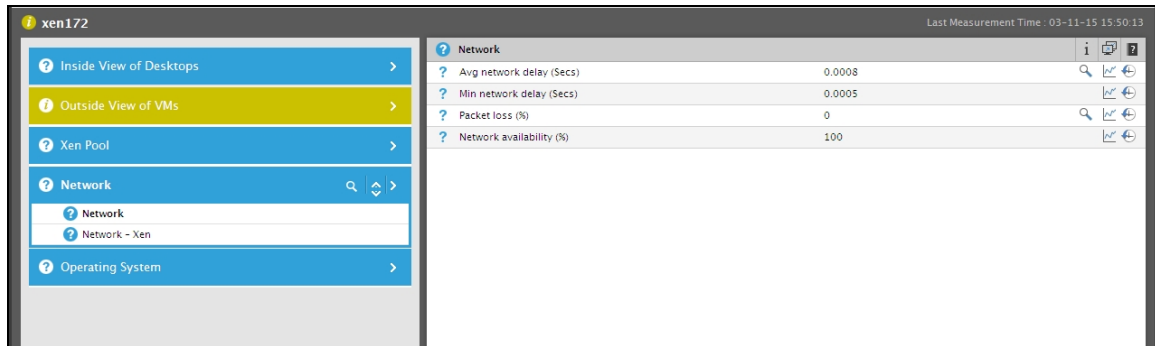 xen172
Last Measurement Time : 03-11-15 15:50:13
Inside View of Desktops
Outside View of VMs
Xen Pool
Network
Network
Network - Xen
Operating System
Network
Avg network delay (Secs) 0.0008
Min network delay (Secs) 0.0005
Packet loss (%) 0
Network availability (%) 100